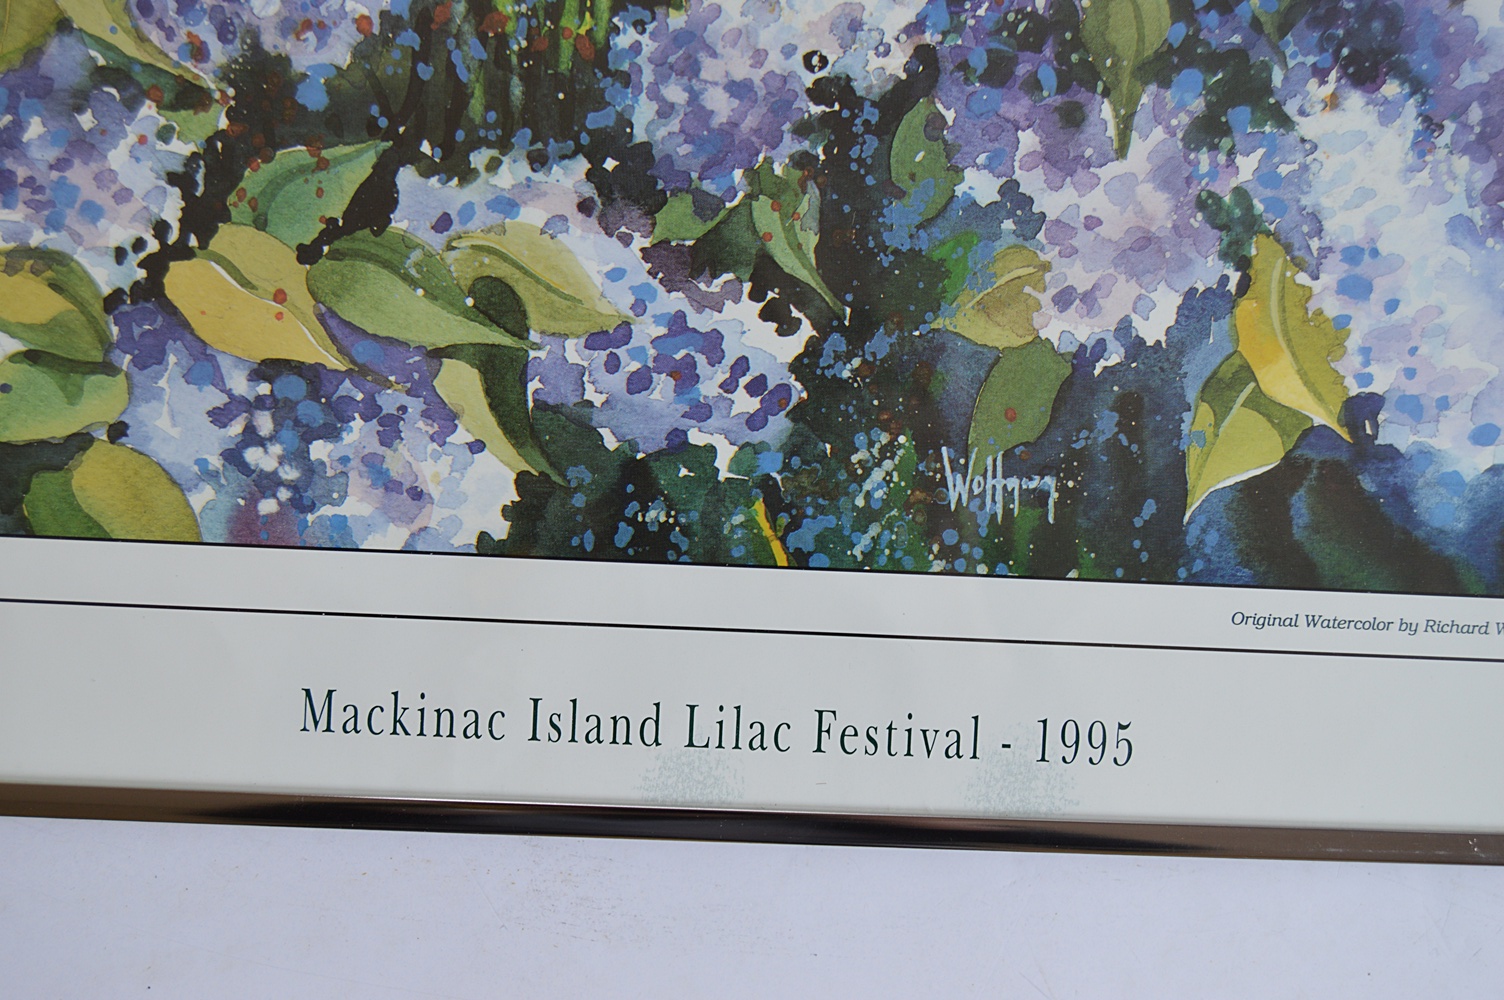 Wolfgang
Original Watercolor by Richard W
Mackinac Island Lilac Festival - 1995